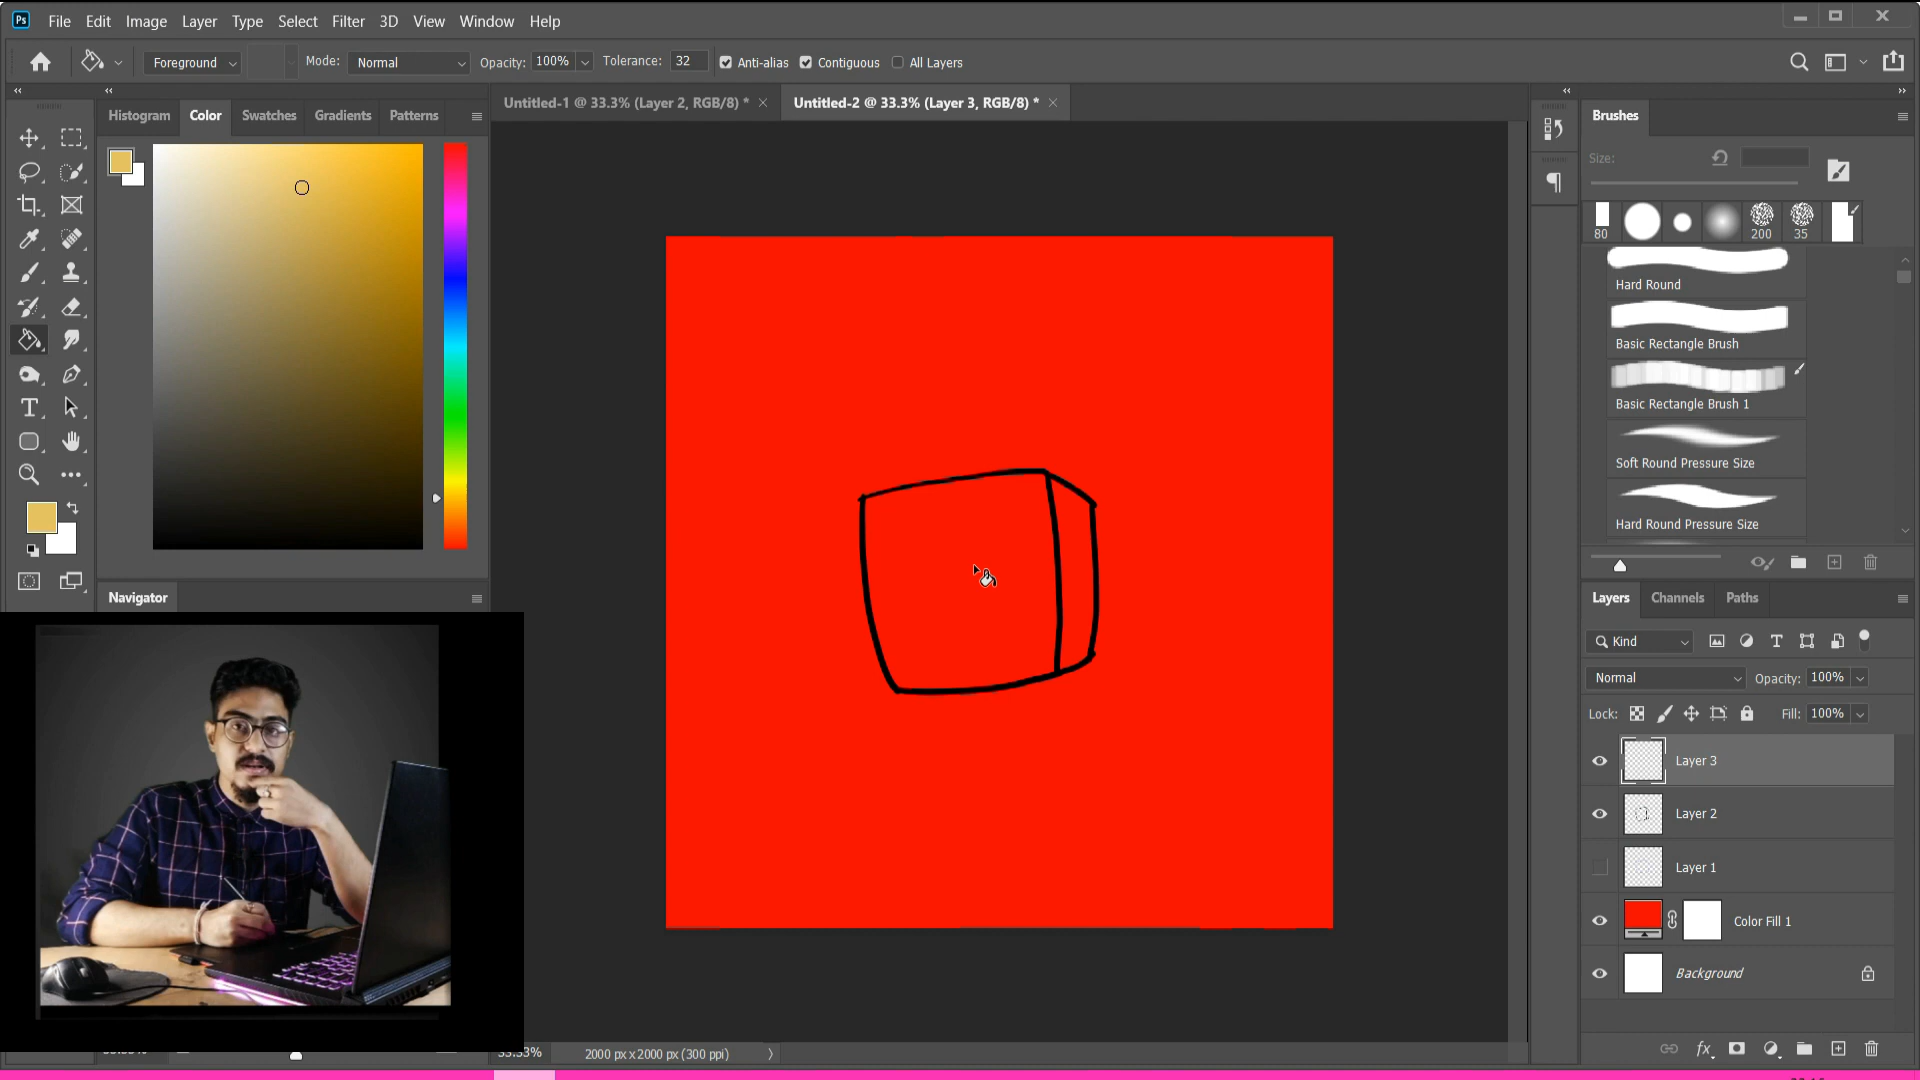 Ps File Edit Image Layer Type Select Filter 3D View Window Help
Foreground Mode: Normal Opacity: 100% Tolerance: 32 Anti-alias Contiguous All Layers
Histogram Color Swatches Gradients Patterns
Untitled-1 @ 33.3% (Layer 2, RGB/8) * Untitled-2 @ 33.3% (Layer 3, RGB/8) *
Brushes
Size:
80 200 35
Hard Round
Basic Rectangle Brush
Basic Rectangle Brush 1
Soft Round Pressure Size
Hard Round Pressure Size
Navigator
Layers Channels Paths
Kind
Normal Opacity: 100%
Lock: Fill: 100%
Layer 3
Layer 2
Layer 1
Color Fill 1
Background
fx
33.33% 2000 px x 2000 px (300 ppi)